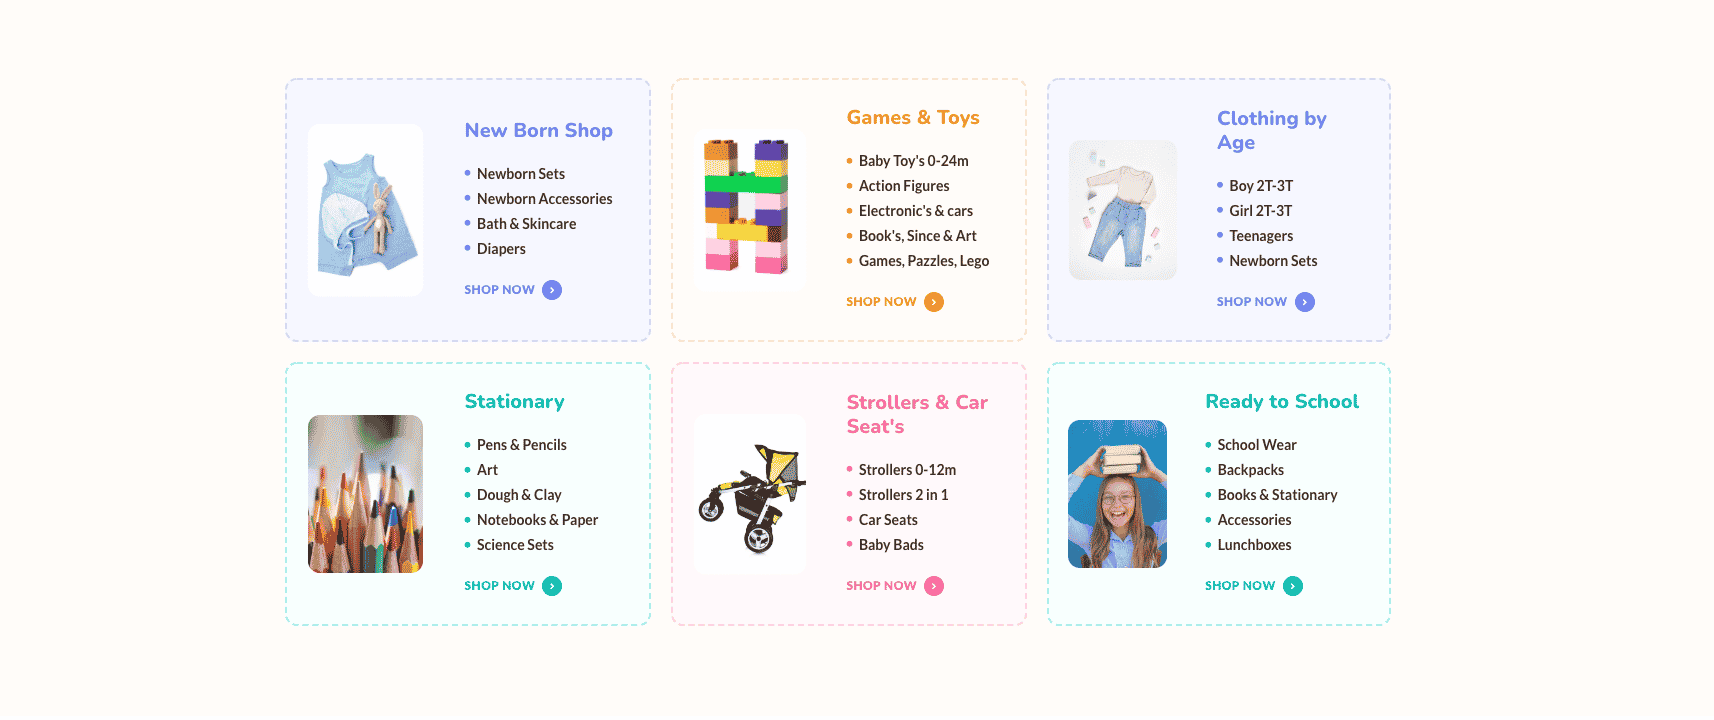 New Born Shop
Newborn Sets
Newborn Accessories
Bath & Skincare
Diapers
SHOP NOW
Games & Toys
Baby Toy's 0-24m
Action Figures
Electronic's & cars
Book's, Since & Art
Games, Pazzles, Lego
SHOP NOW
Clothing by
Age
Boy 2T-3T
Girl 2T-3T
Teenagers
Newborn Sets
SHOP NOW
Stationary
Pens & Pencils
Art
Dough & Clay
Notebooks & Paper
Science Sets
SHOP NOW
Strollers & Car
Seat's
Strollers 0-12m
Strollers 2 in 1
Car Seats
Baby Bads
SHOP NOW
Ready to School
School Wear
Backpacks
Books & Stationary
Accessories
Lunchboxes
SHOP NOW